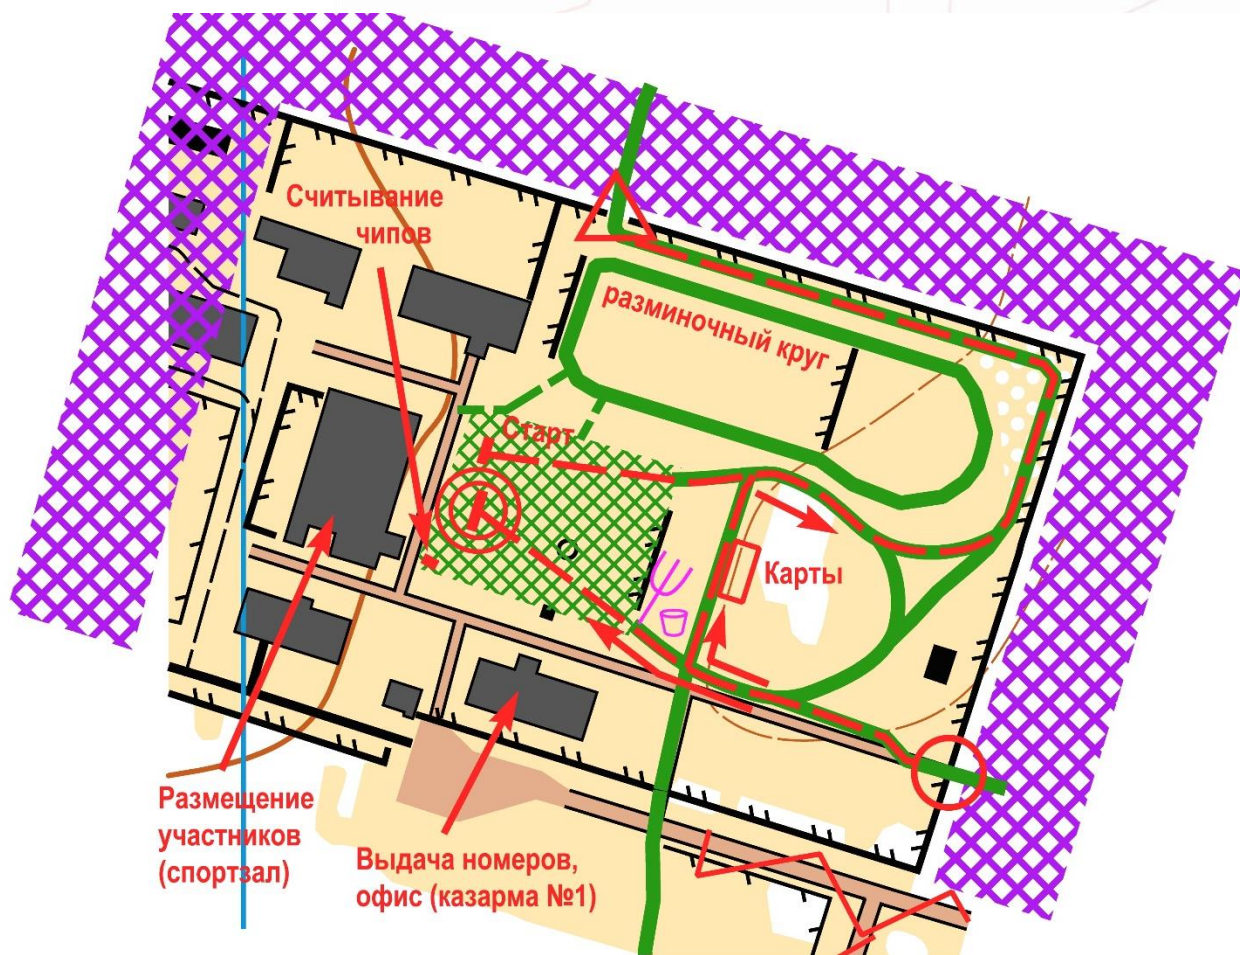 Считывание
чипов
разминочный круг
Старт
Карты
Размещение
участников
(спортзал)
Выдача номеров,
офис (казарма №1)